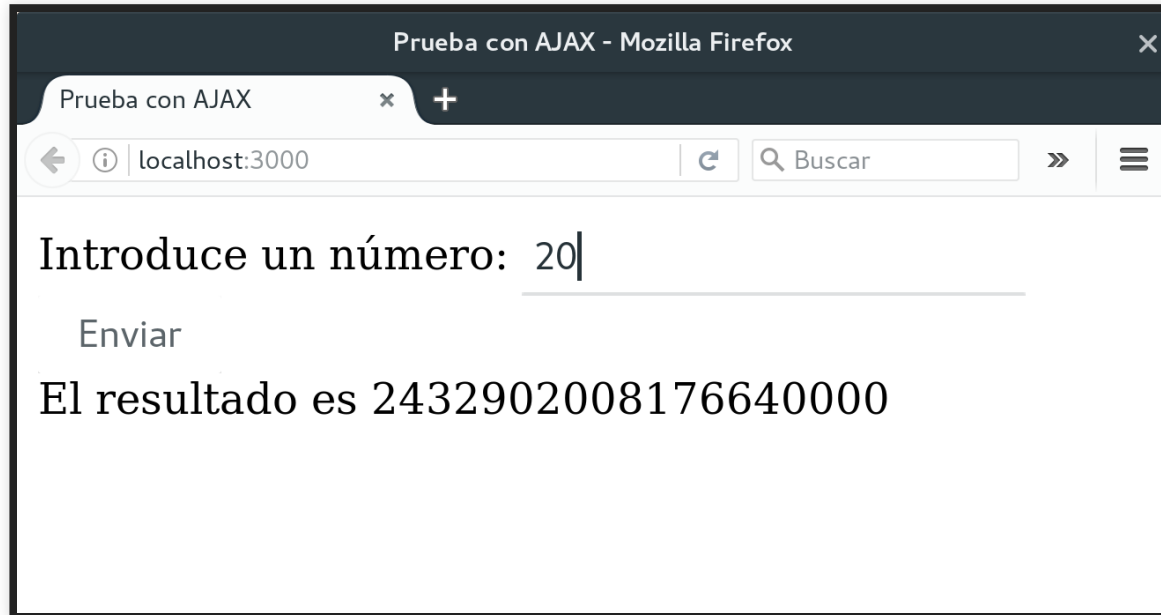 Prueba con AJAX - Mozilla Firefox
Prueba con AJAX
localhost:3000
Buscar
Introduce un número: 20
Enviar
El resultado es 2432902008176640000